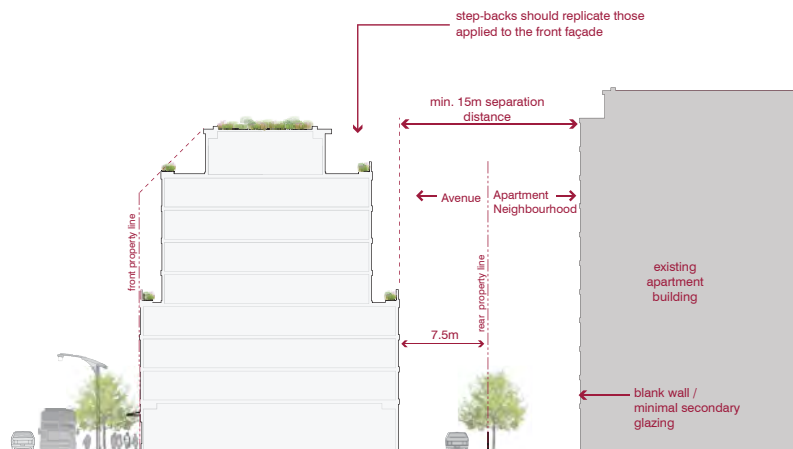 step-backs should replicate those
applied to the front façade
min. 15m separation
distance
Avenue
Apartment
Neighbourhood
front property line
rear property line
existing
apartment
building
7.5m
blank wall /
minimal secondary
glazing